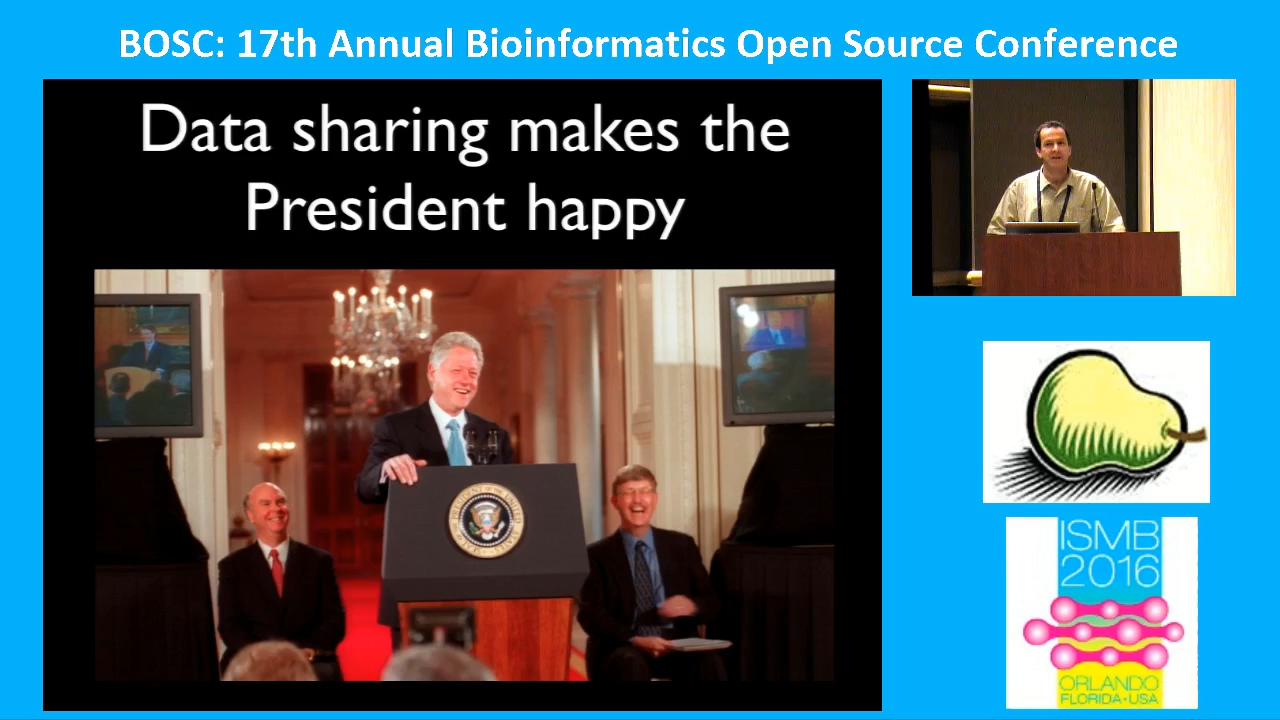 BOSC: 17th Annual Bioinformatics Open Source Conference
Data sharing makes the
President happy
ISMB
2016
ORLANDO
FLORIDA•USA